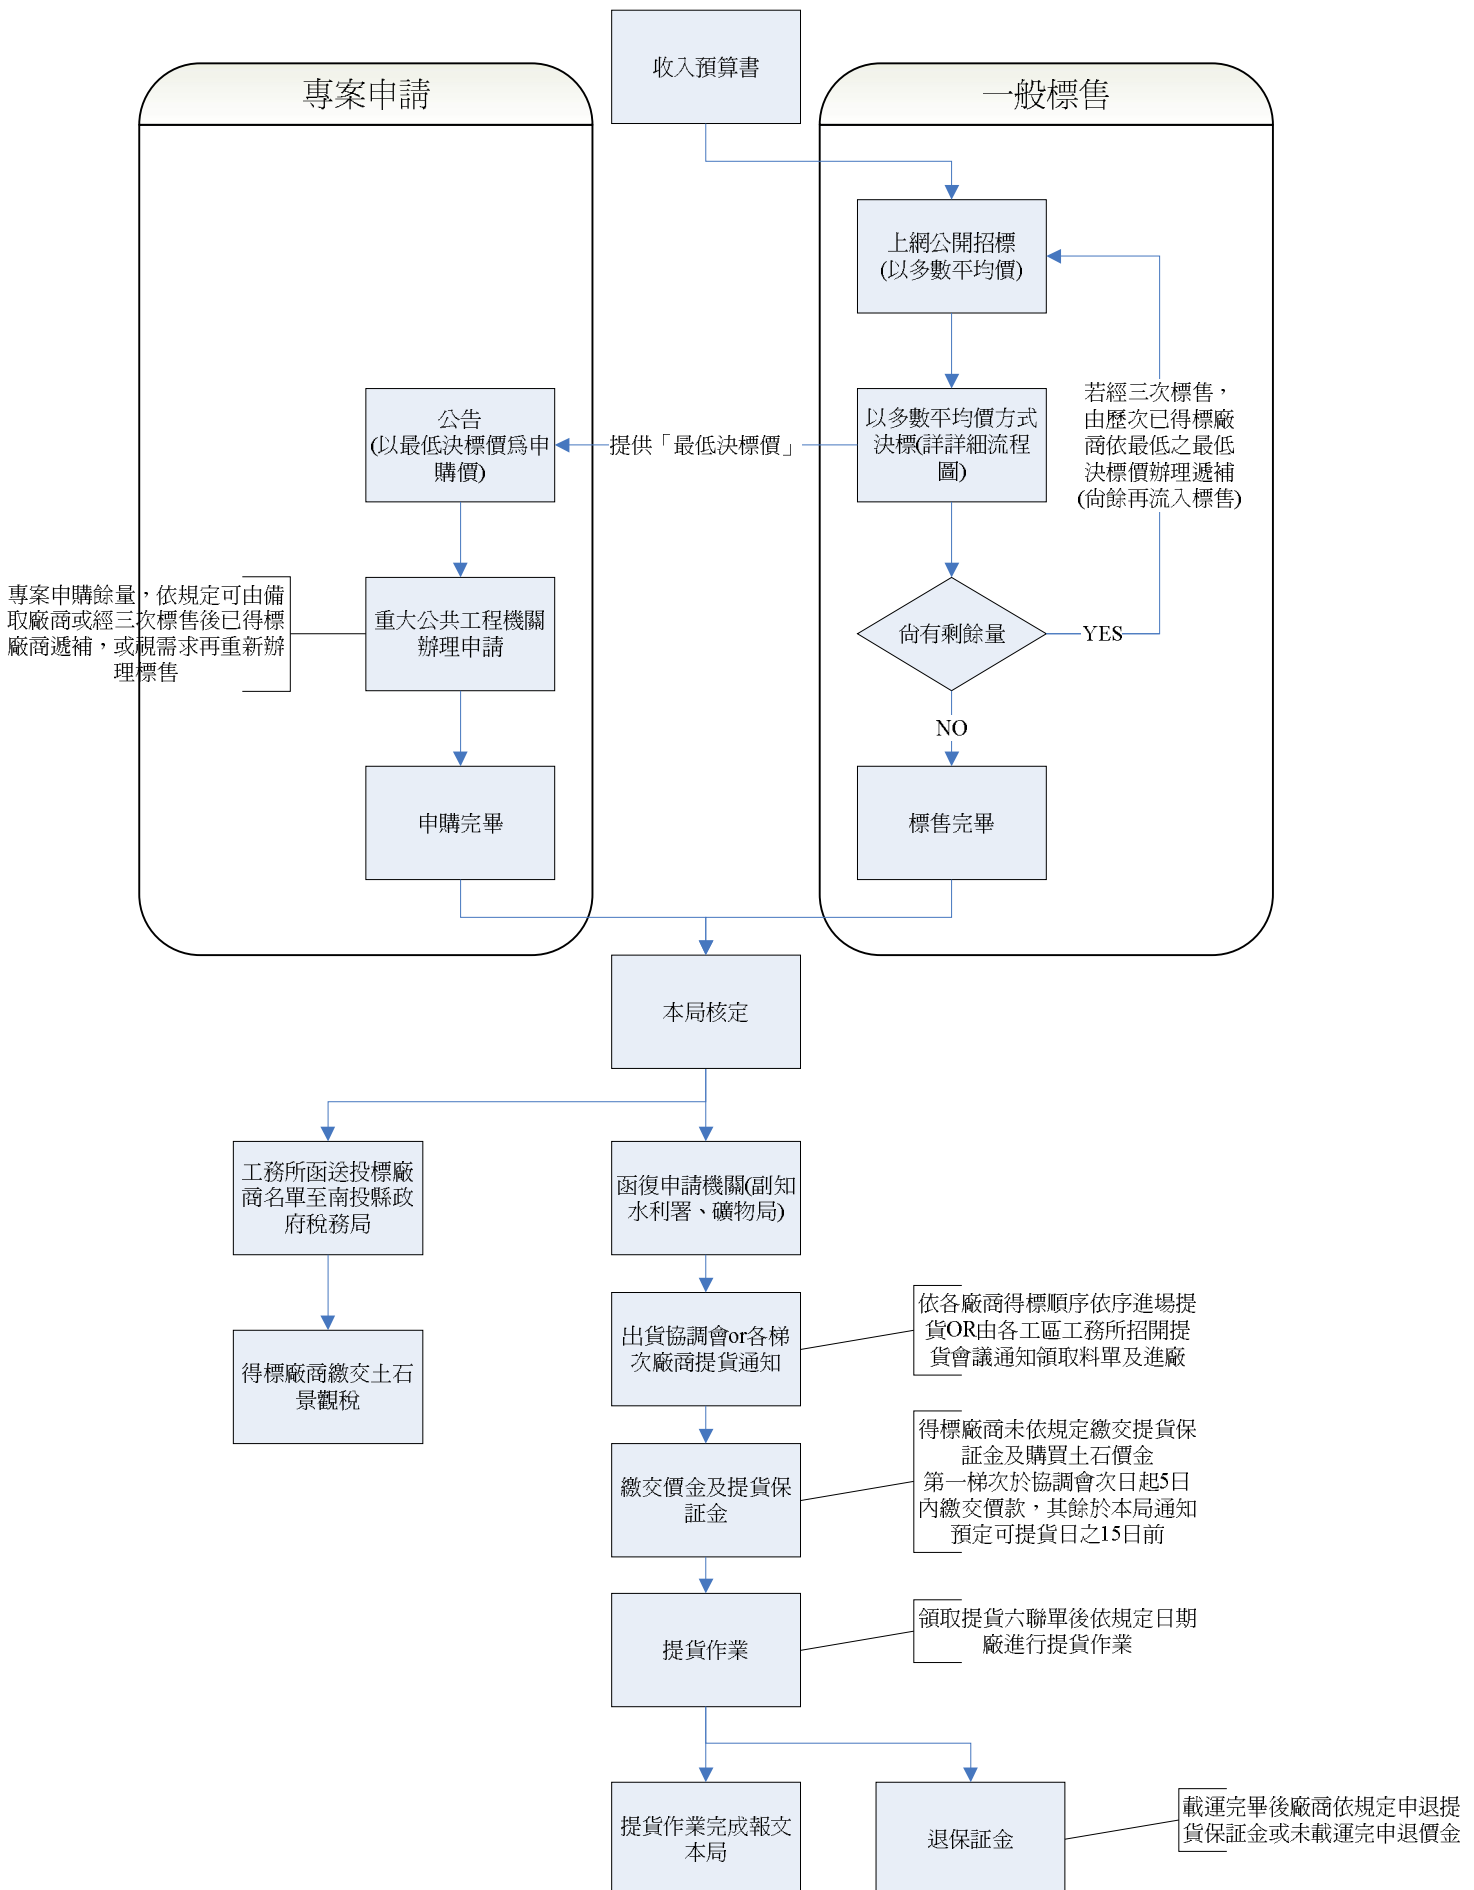 收入預算書
專案申請
一般標售
上網公開招標
(以多數平均價)
公告
(以最低決標價爲申
購價)
提供「最低決標價」
以多數平均價方式
決標(詳詳細流程
圖)
若經三次標售，
由歷次已得標廠
商依最低之最低
決標價辦理遞補
(尚餘再流入標售)
專案申購餘量，依規定可由備
取廠商或經三次標售後已得標
廠商遞補，或視需求再重新辦
理標售
重大公共工程機關
辦理申請
尚有剩餘量
YES
NO
申購完畢
標售完畢
本局核定
工務所函送投標廠
商名單至南投縣政
府稅務局
函復申請機關(副知
水利署、礦物局)
得標廠商繳交土石
景觀稅
出貨協調會or各梯
次廠商提貨通知
依各廠商得標順序依序進場提
貨OR由各工區工務所招開提
貨會議通知領取料單及進廠
繳交價金及提貨保
証金
得標廠商未依規定繳交提貨保
証金及購買土石價金
第一梯次於協調會次日起5日
內繳交價款，其餘於本局通知
預定可提貨日之15日前
提貨作業
領取提貨六聯單後依規定日期
廠進行提貨作業
提貨作業完成報文
本局
退保証金
載運完畢後廠商依規定申退提
貨保証金或未載運完申退價金